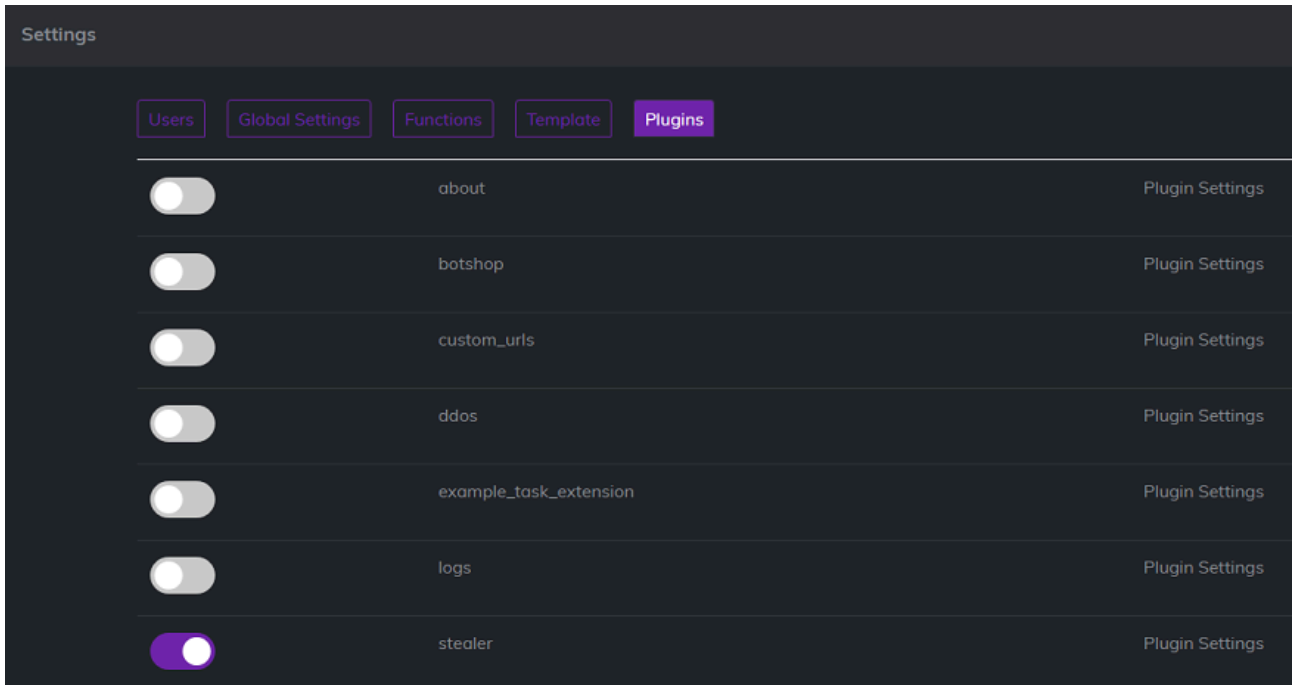 Settings
Users Global Settings Functions Template Plugins
about Plugin Settings
botshop Plugin Settings
custom_urls Plugin Settings
ddos Plugin Settings
example_task_extension Plugin Settings
logs Plugin Settings
stealer Plugin Settings